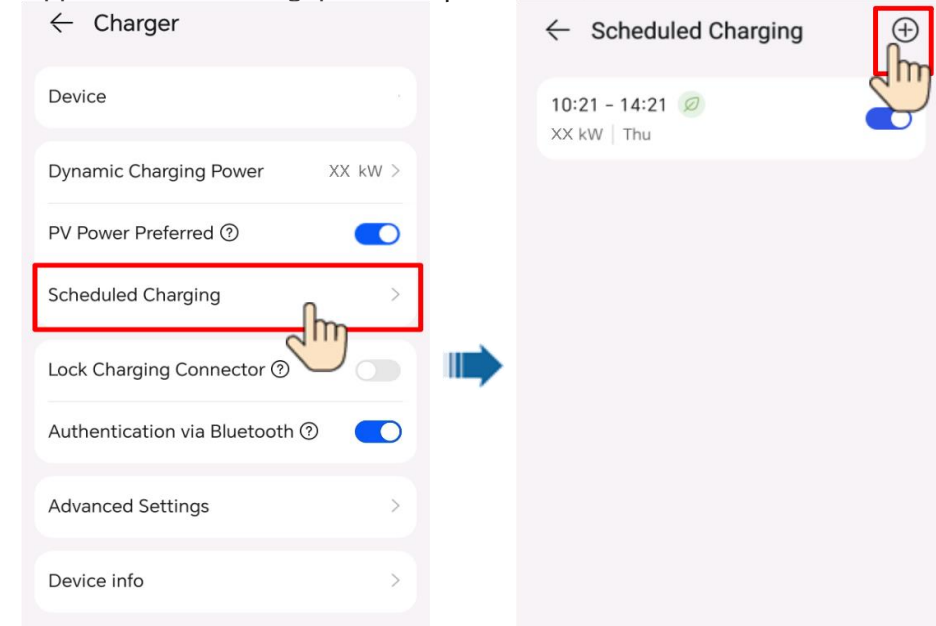 Charger
Device
Dynamic Charging Power XX kW
PV Power Preferred
Scheduled Charging
Lock Charging Connector
Authentication via Bluetooth
Advanced Settings
Device info
Scheduled Charging
10:21 - 14:21
XX kW | Thu